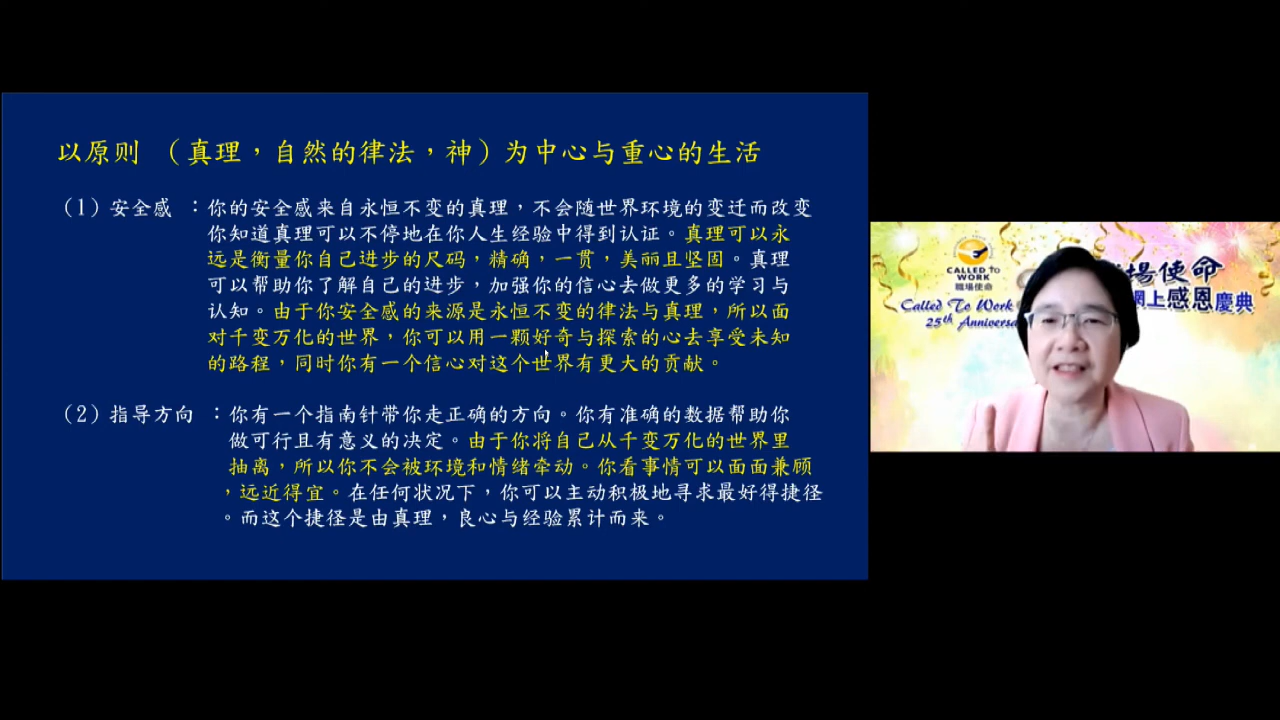 以原则 （真理，自然的律法，神）为中心与重心的生活
（1）安全感 ：你的安全感来自永恒不变的真理，不会随世界环境的变迁而改变
你知道真理可以不停地在你人生经验中得到认证。真理可以永
远是衡量你自己进步的尺码，精确，一贯，美丽且坚固。真理
可以帮助你了解自己的进步，加强你的信心去做更多的学习与
认知。由于你安全感的来源是永恒不变的律法与真理，所以面
对千变万化的世界，你可以用一颗好奇与探索的心去享受未知
的路程，同时你有一个信心对这个世界有更大的贡献。
（2）指导方向 ：你有一个指南针带你走正确的方向。你有准确的数据帮助你
做可行且有意义的决定。由于你将自己从千变万化的世界里
抽离，所以你不会被环境和情绪牵动。你看事情可以面面兼顾
，远近得宜。在任何状况下，你可以主动积极地寻求最好得捷径
。而这个捷径是由真理，良心与经验累计而来。
CALLED TO
WORK
職場使命
場使命
Called To Work
網上感恩慶典
25th